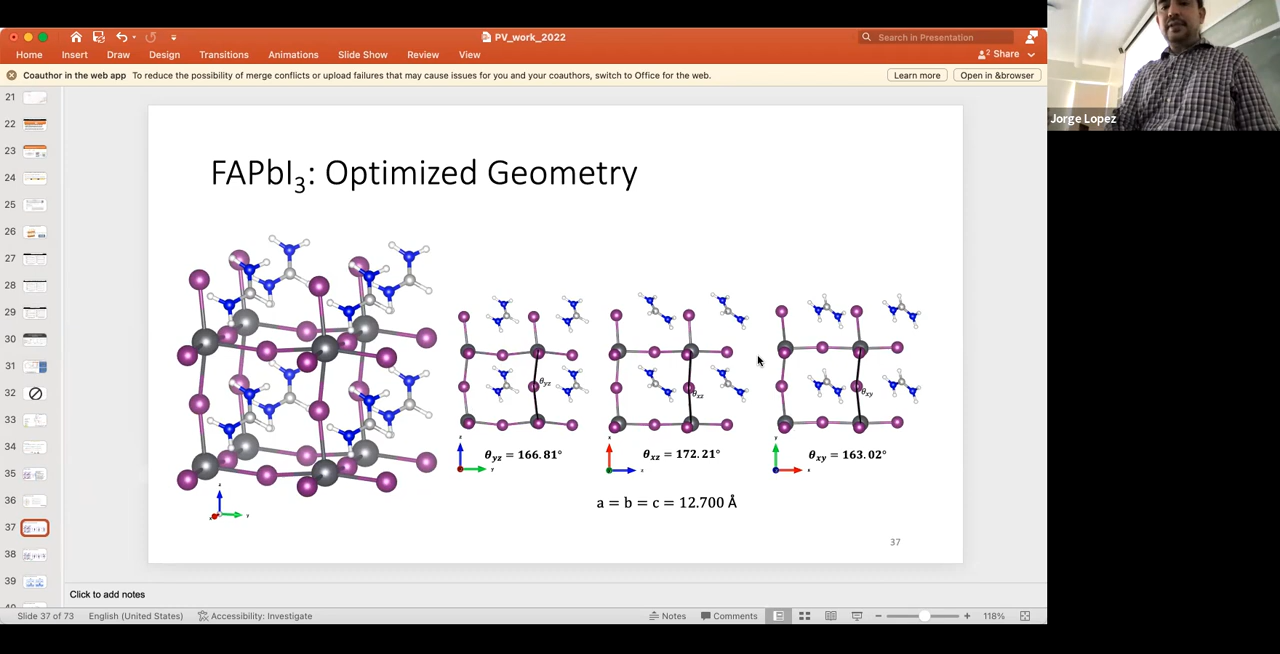 PV_work_2022
Search in Presentation
Home Insert Draw Design Transitions Animations Slide Show Review View
2 Share
Coauthor in the web app To reduce the possibility of merge conflicts or upload failures that may cause issues for you and your coauthors, switch to Office for the web.
Learn more
Open in &browser
Jorge Lopez
21
22
23
24
25
26
27
28
29
30
31
32
33
34
35
36
37
38
39
FAPbI₃: Optimized Geometry
θyz
θxz
θxy
z y
x z
y x
z x y
θyz = 166.81°
θxz = 172.21°
θxy = 163.02°
a = b = c = 12.700 Å
37
Click to add notes
Slide 37 of 73 English (United States) Accessibility: Investigate
Notes Comments 118%